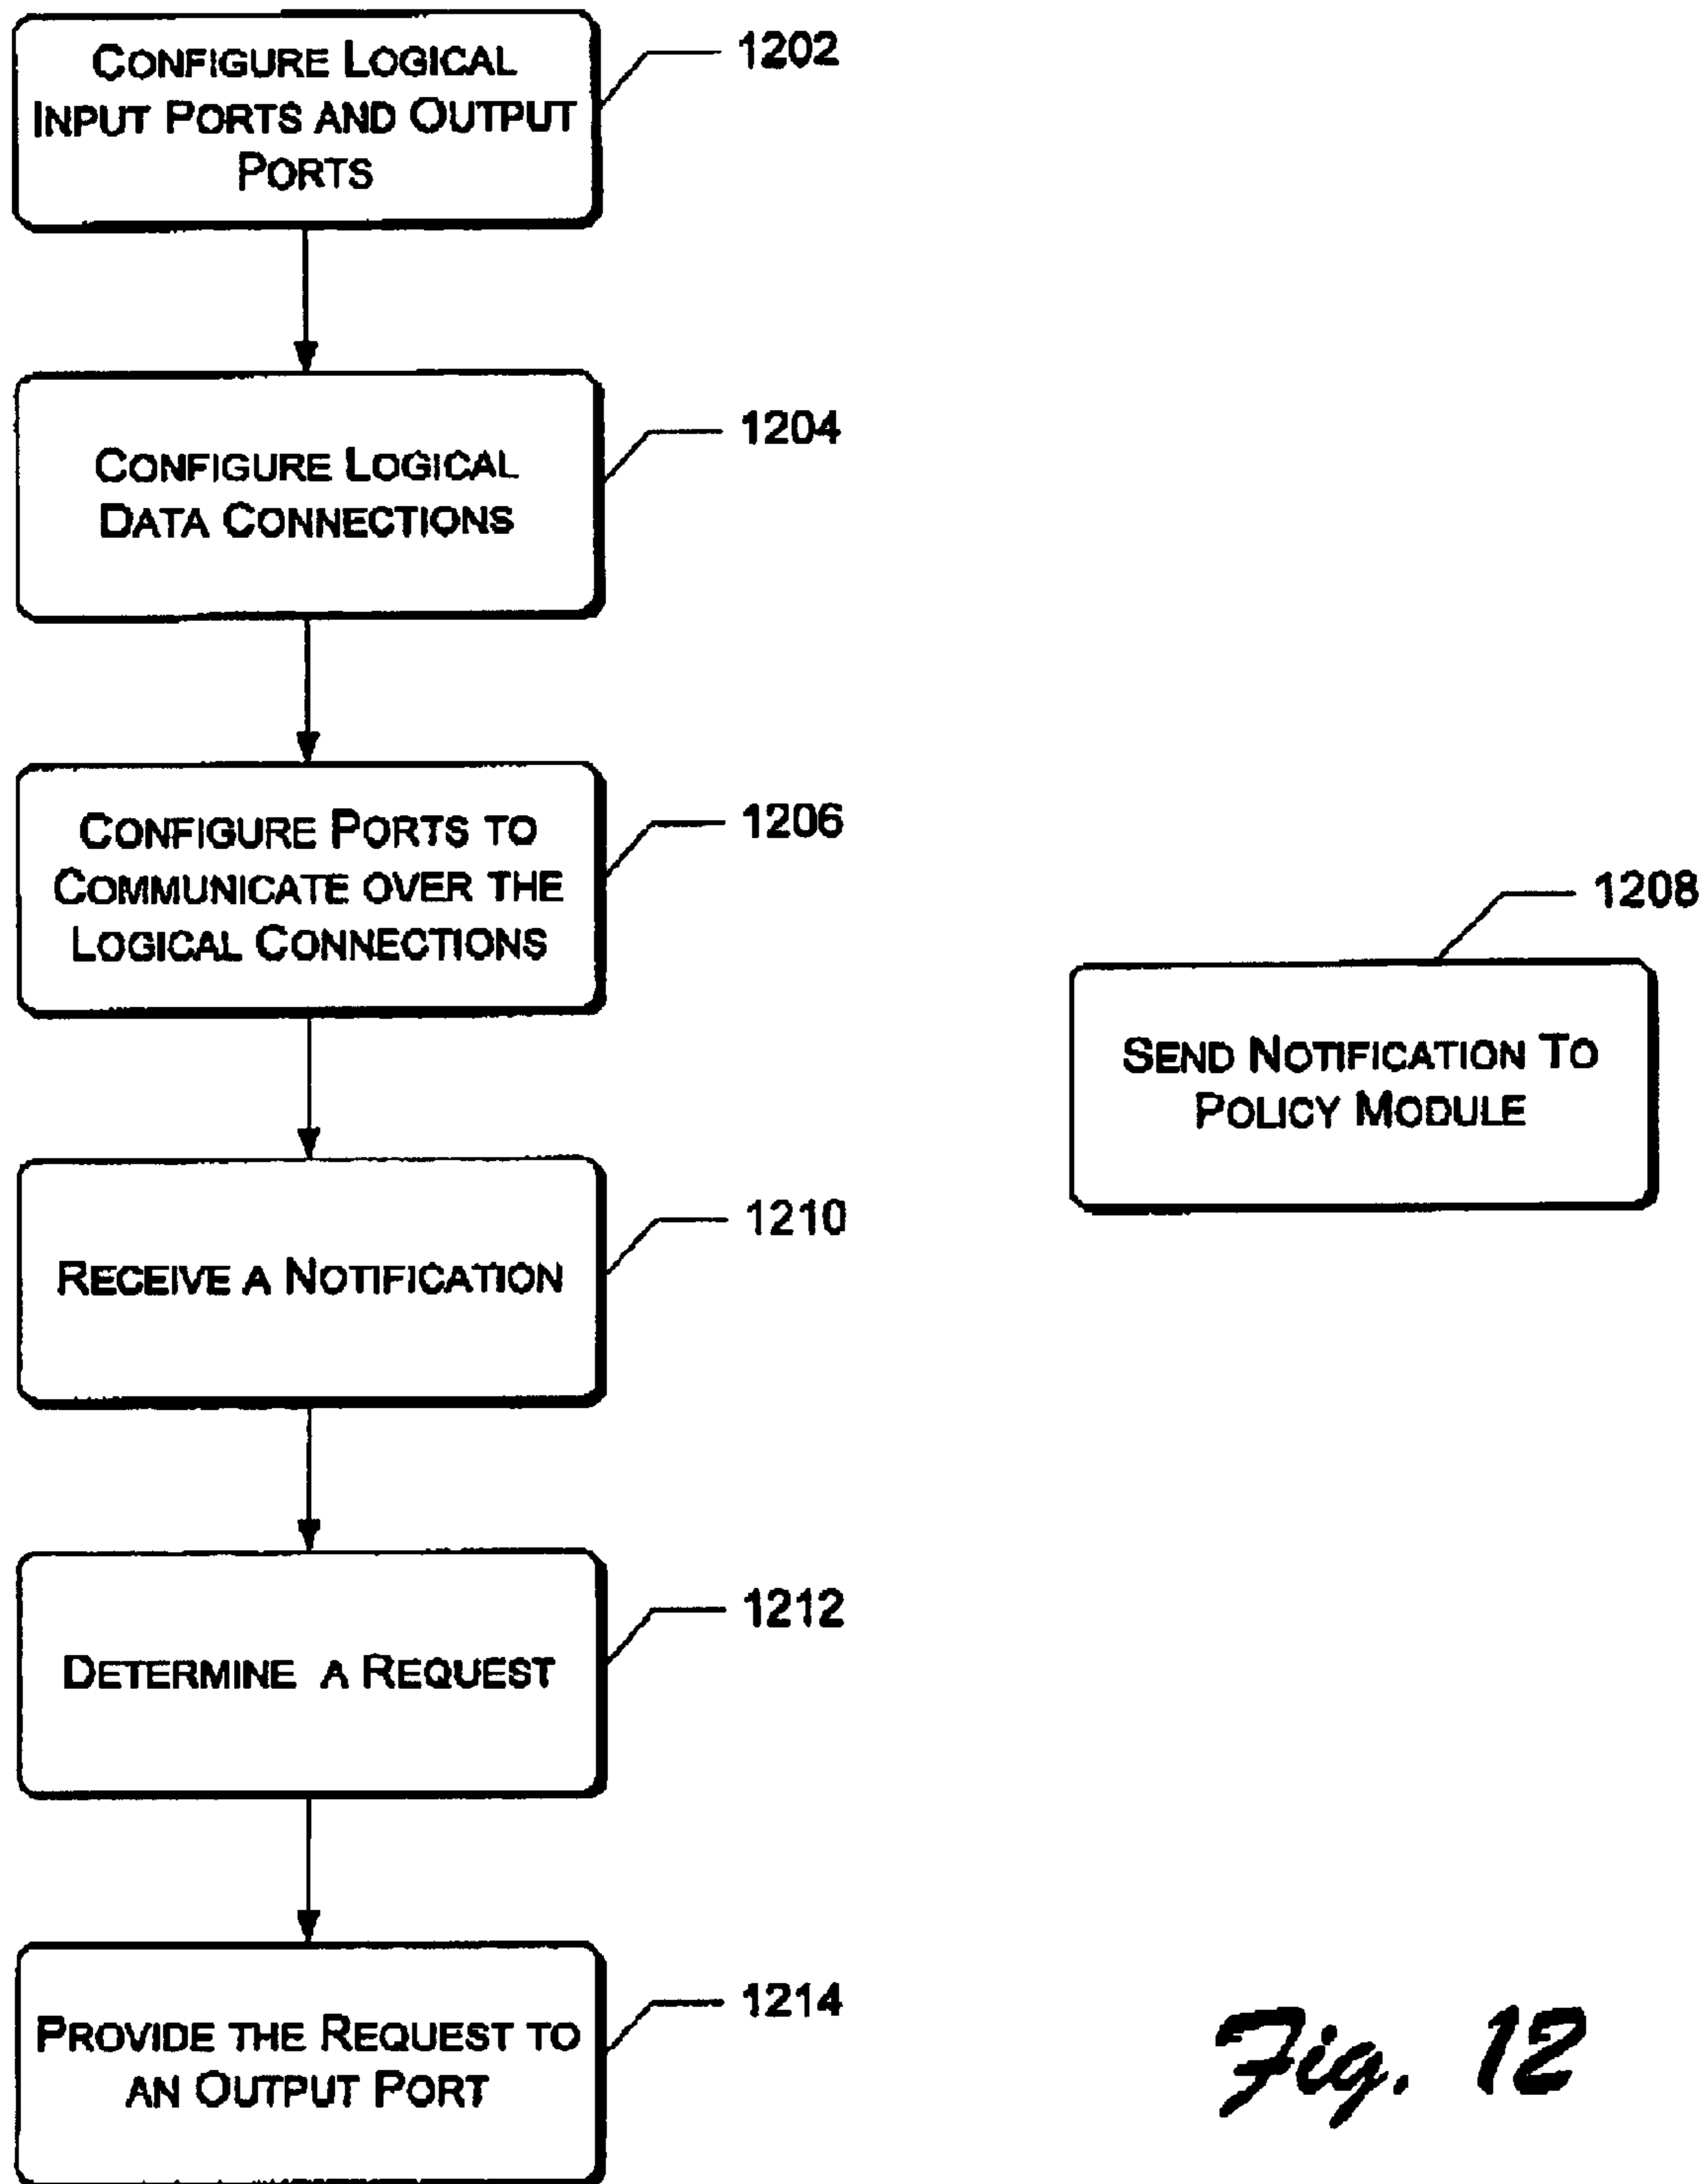 CONFIGURE LOGICAL
INPUT PORTS AND OUTPUT
PORTS
1202
CONFIGURE LOGICAL
DATA CONNECTIONS
1204
CONFIGURE PORTS TO
COMMUNICATE OVER THE
LOGICAL CONNECTIONS
1206
1208
SEND NOTIFICATION TO
POLICY MODULE
RECEIVE A NOTIFICATION
1210
DETERMINE A REQUEST
1212
PROVIDE THE REQUEST TO
AN OUTPUT PORT
1214
Fig. 12